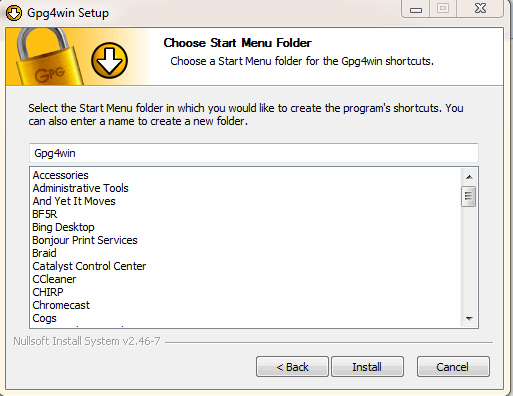 Gpg4win Setup
GPG
Choose Start Menu Folder
Choose a Start Menu folder for the Gpg4win shortcuts.
Select the Start Menu folder in which you would like to create the program's shortcuts. You
can also enter a name to create a new folder.
Gpg4win
Accessories
Administrative Tools
And Yet It Moves
BF5R
Bing Desktop
Bonjour Print Services
Braid
Catalyst Control Center
CCleaner
CHIRP
Chromecast
Cogs
Nullsoft Install System v2.46-7
< Back
Install
Cancel